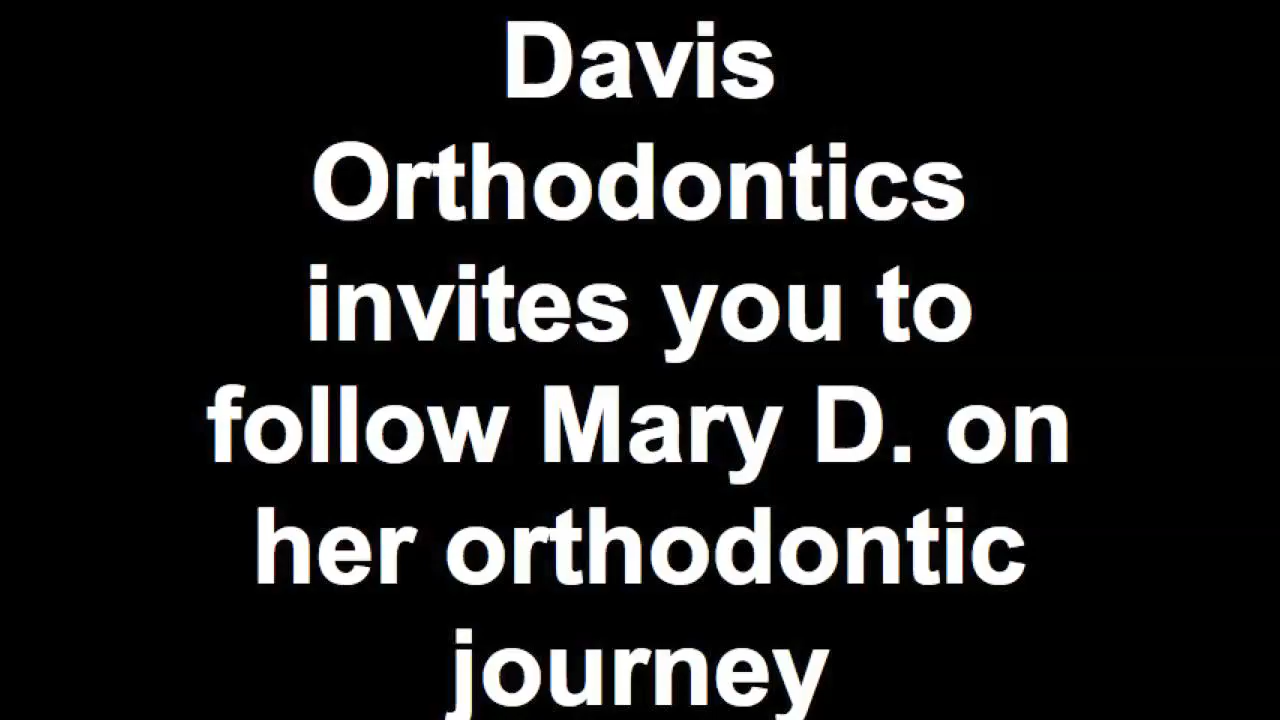 Davis
Orthodontics
invites you to
follow Mary D. on
her orthodontic
journey